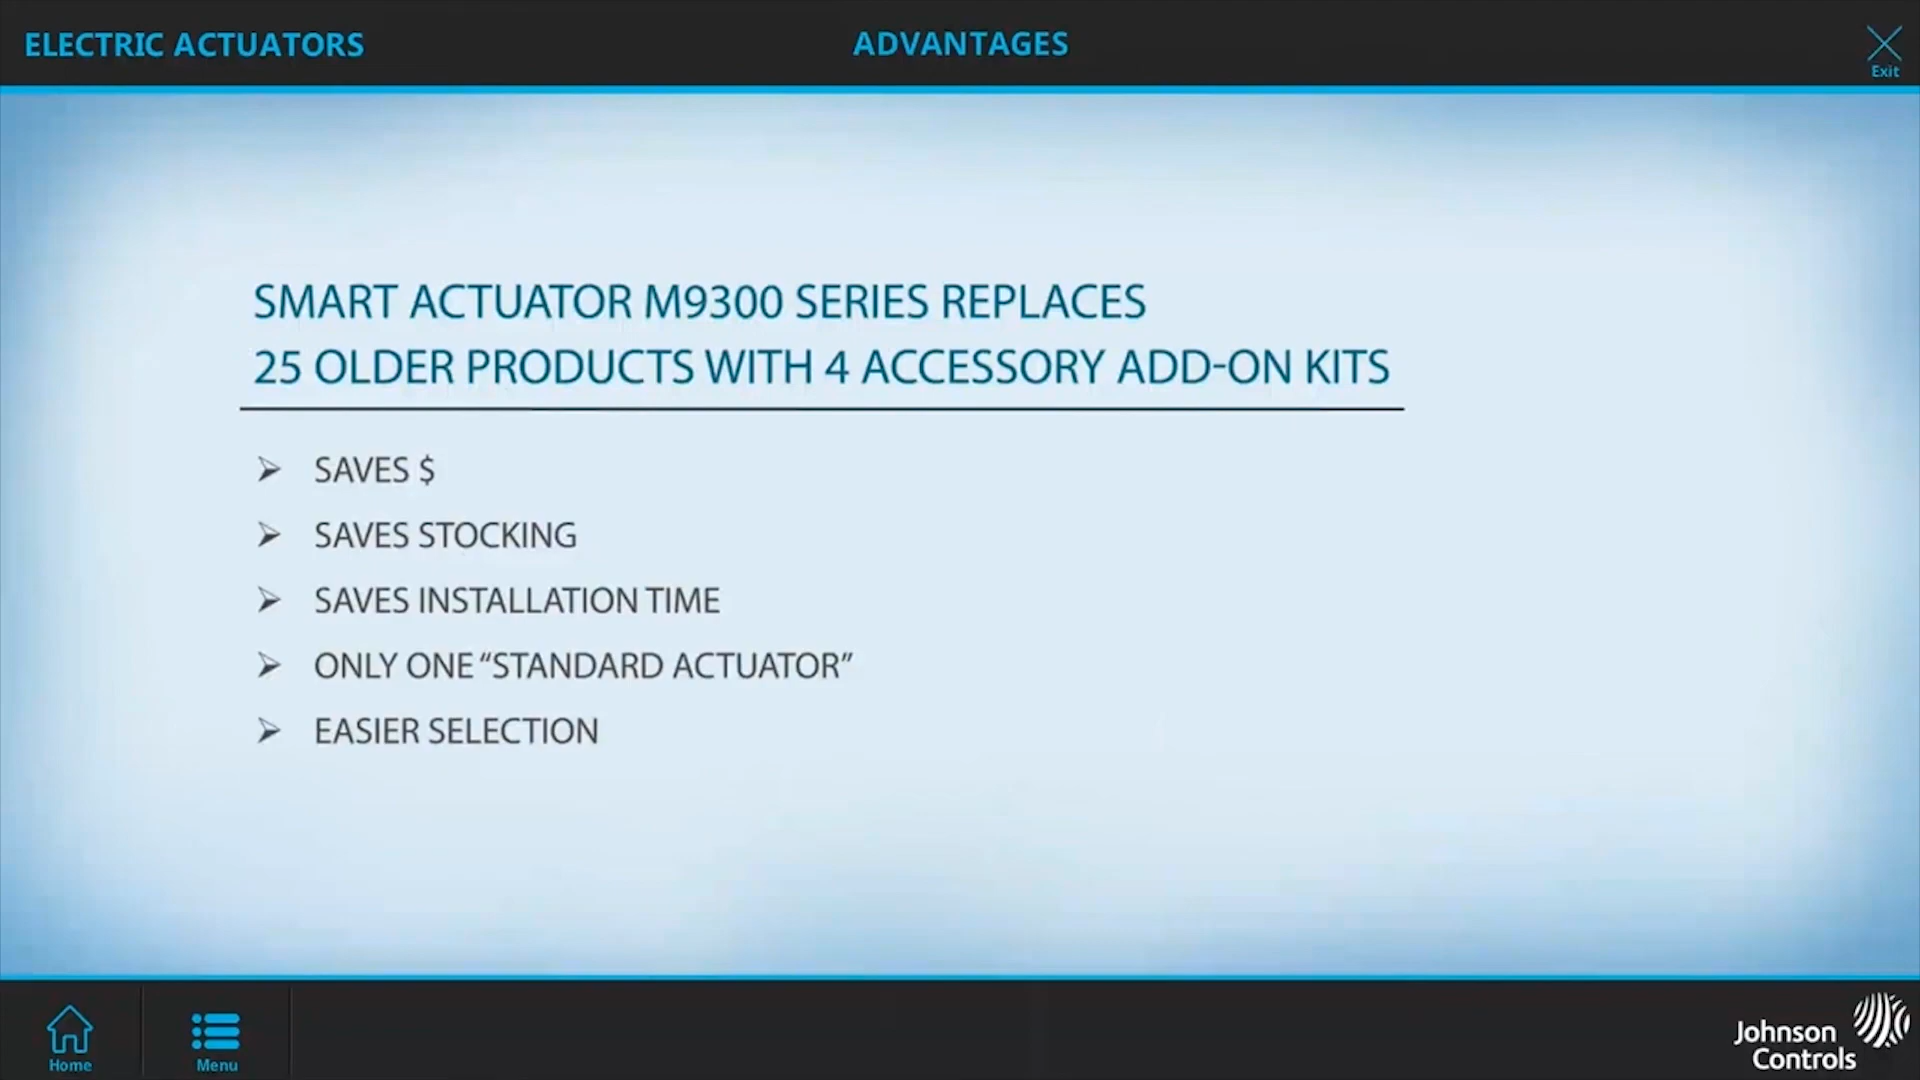 ELECTRIC ACTUATORS
ADVANTAGES
Exit
SMART ACTUATOR M9300 SERIES REPLACES
25 OLDER PRODUCTS WITH 4 ACCESSORY ADD-ON KITS
➢ SAVES $
➢ SAVES STOCKING
➢ SAVES INSTALLATION TIME
➢ ONLY ONE “STANDARD ACTUATOR”
➢ EASIER SELECTION
Home
Menu
Johnson
Controls